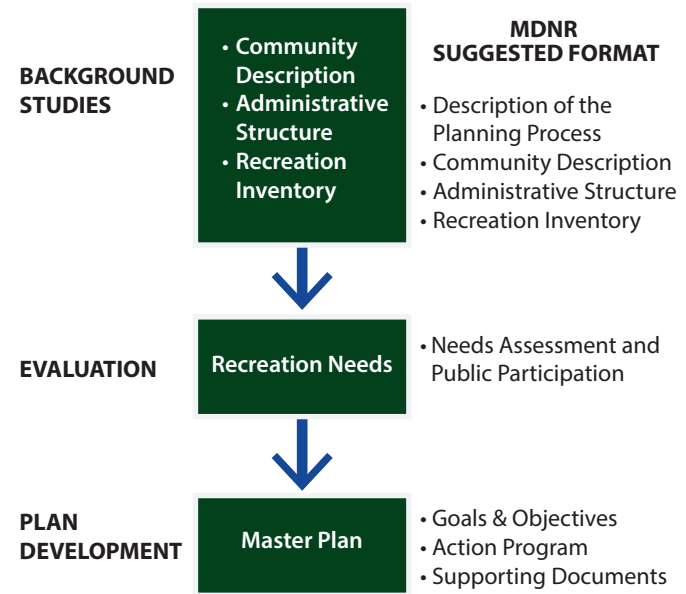 BACKGROUND
STUDIES
• Community
Description
• Administrative
Structure
• Recreation
Inventory
MDNR
SUGGESTED FORMAT
• Description of the
Planning Process
• Community Description
• Administrative Structure
• Recreation Inventory
EVALUATION
Recreation Needs
• Needs Assessment and
Public Participation
PLAN
DEVELOPMENT
Master Plan
• Goals & Objectives
• Action Program
• Supporting Documents